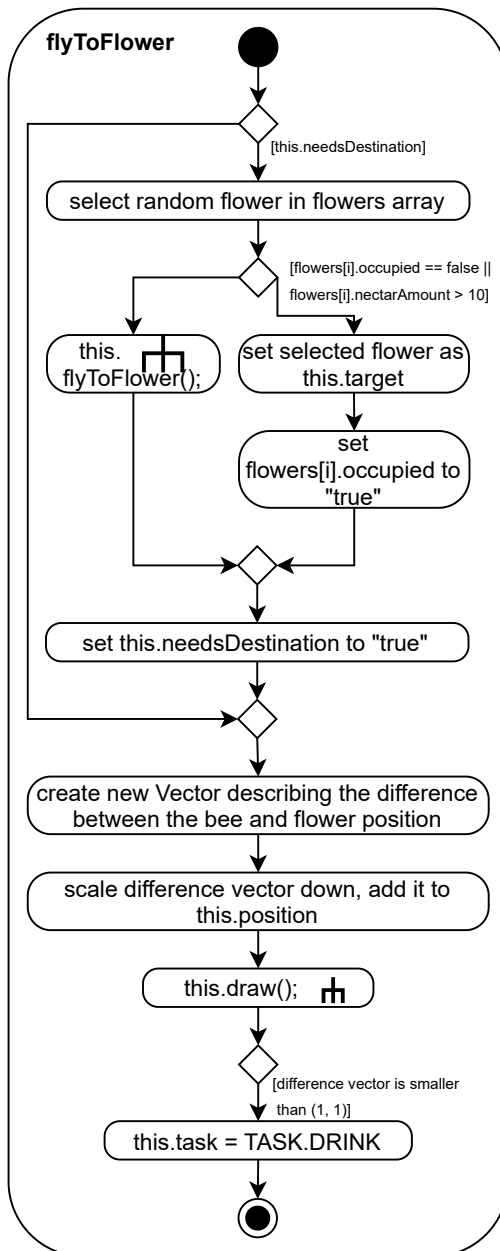 flyToFlower
[this.needsDestination]
select random flower in flowers array
[flowers[i].occupied == false ||
flowers[i].nectarAmount > 10]
this.
flyToFlower();
set selected flower as
this.target
set
flowers[i].occupied to
"true"
set this.needsDestination to "true"
create new Vector describing the difference
between the bee and flower position
scale difference vector down, add it to
this.position
this.draw();
[difference vector is smaller
than (1, 1)]
this.task = TASK.DRINK